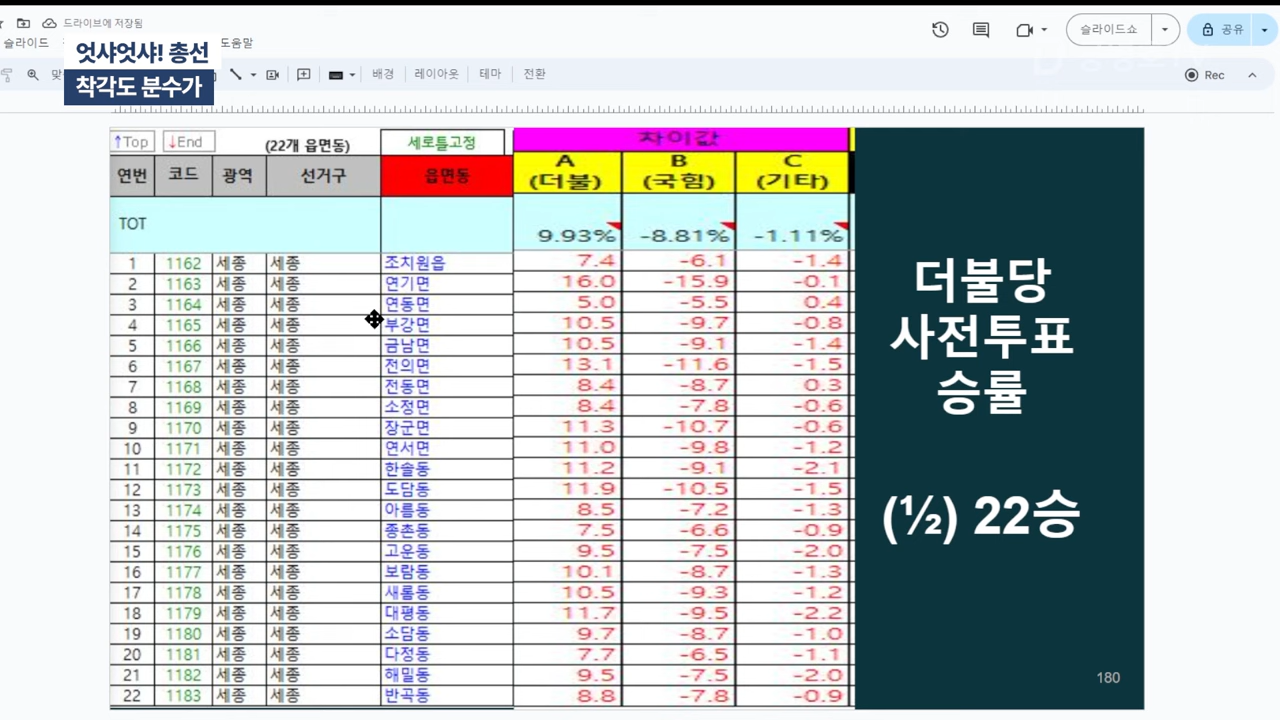 드라이브에 저장됨
슬라이드
도움말
슬라이드쇼
공유
엇샤엇샤! 총선
착각도 분수가
배경 레이아웃 테마 전환
Rec
↑Top ↓End (22개 읍면동) 세로틀고정 차이값
연번 코드 광역 선거구 읍면동 A (더불) B (국힘) C (기타)
TOT 9.93% -8.81% -1.11%
1 1162 세종 세종 조치원읍 7.4 -6.1 -1.4
2 1163 세종 세종 연기면 16.0 -15.9 -0.1
3 1164 세종 세종 연동면 5.0 -5.5 0.4
4 1165 세종 세종 부강면 10.5 -9.7 -0.8
5 1166 세종 세종 금남면 10.5 -9.1 -1.4
6 1167 세종 세종 전의면 13.1 -11.6 -1.5
7 1168 세종 세종 전동면 8.4 -8.7 0.3
8 1169 세종 세종 소정면 8.4 -7.8 -0.6
9 1170 세종 세종 장군면 11.3 -10.7 -0.6
10 1171 세종 세종 연서면 11.0 -9.8 -1.2
11 1172 세종 세종 한솔동 11.2 -9.1 -2.1
12 1173 세종 세종 도담동 11.9 -10.5 -1.5
13 1174 세종 세종 아름동 8.5 -7.2 -1.3
14 1175 세종 세종 종촌동 7.5 -6.6 -0.9
15 1176 세종 세종 고운동 9.5 -7.5 -2.0
16 1177 세종 세종 보람동 10.1 -8.7 -1.3
17 1178 세종 세종 새롬동 10.5 -9.3 -1.2
18 1179 세종 세종 대평동 11.7 -9.5 -2.2
19 1180 세종 세종 소담동 9.7 -8.7 -1.0
20 1181 세종 세종 다정동 7.7 -6.5 -1.1
21 1182 세종 세종 해밀동 9.5 -7.5 -2.0
22 1183 세종 세종 반곡동 8.8 -7.8 -0.9
더불당
사전투표
승률
(½) 22승
180